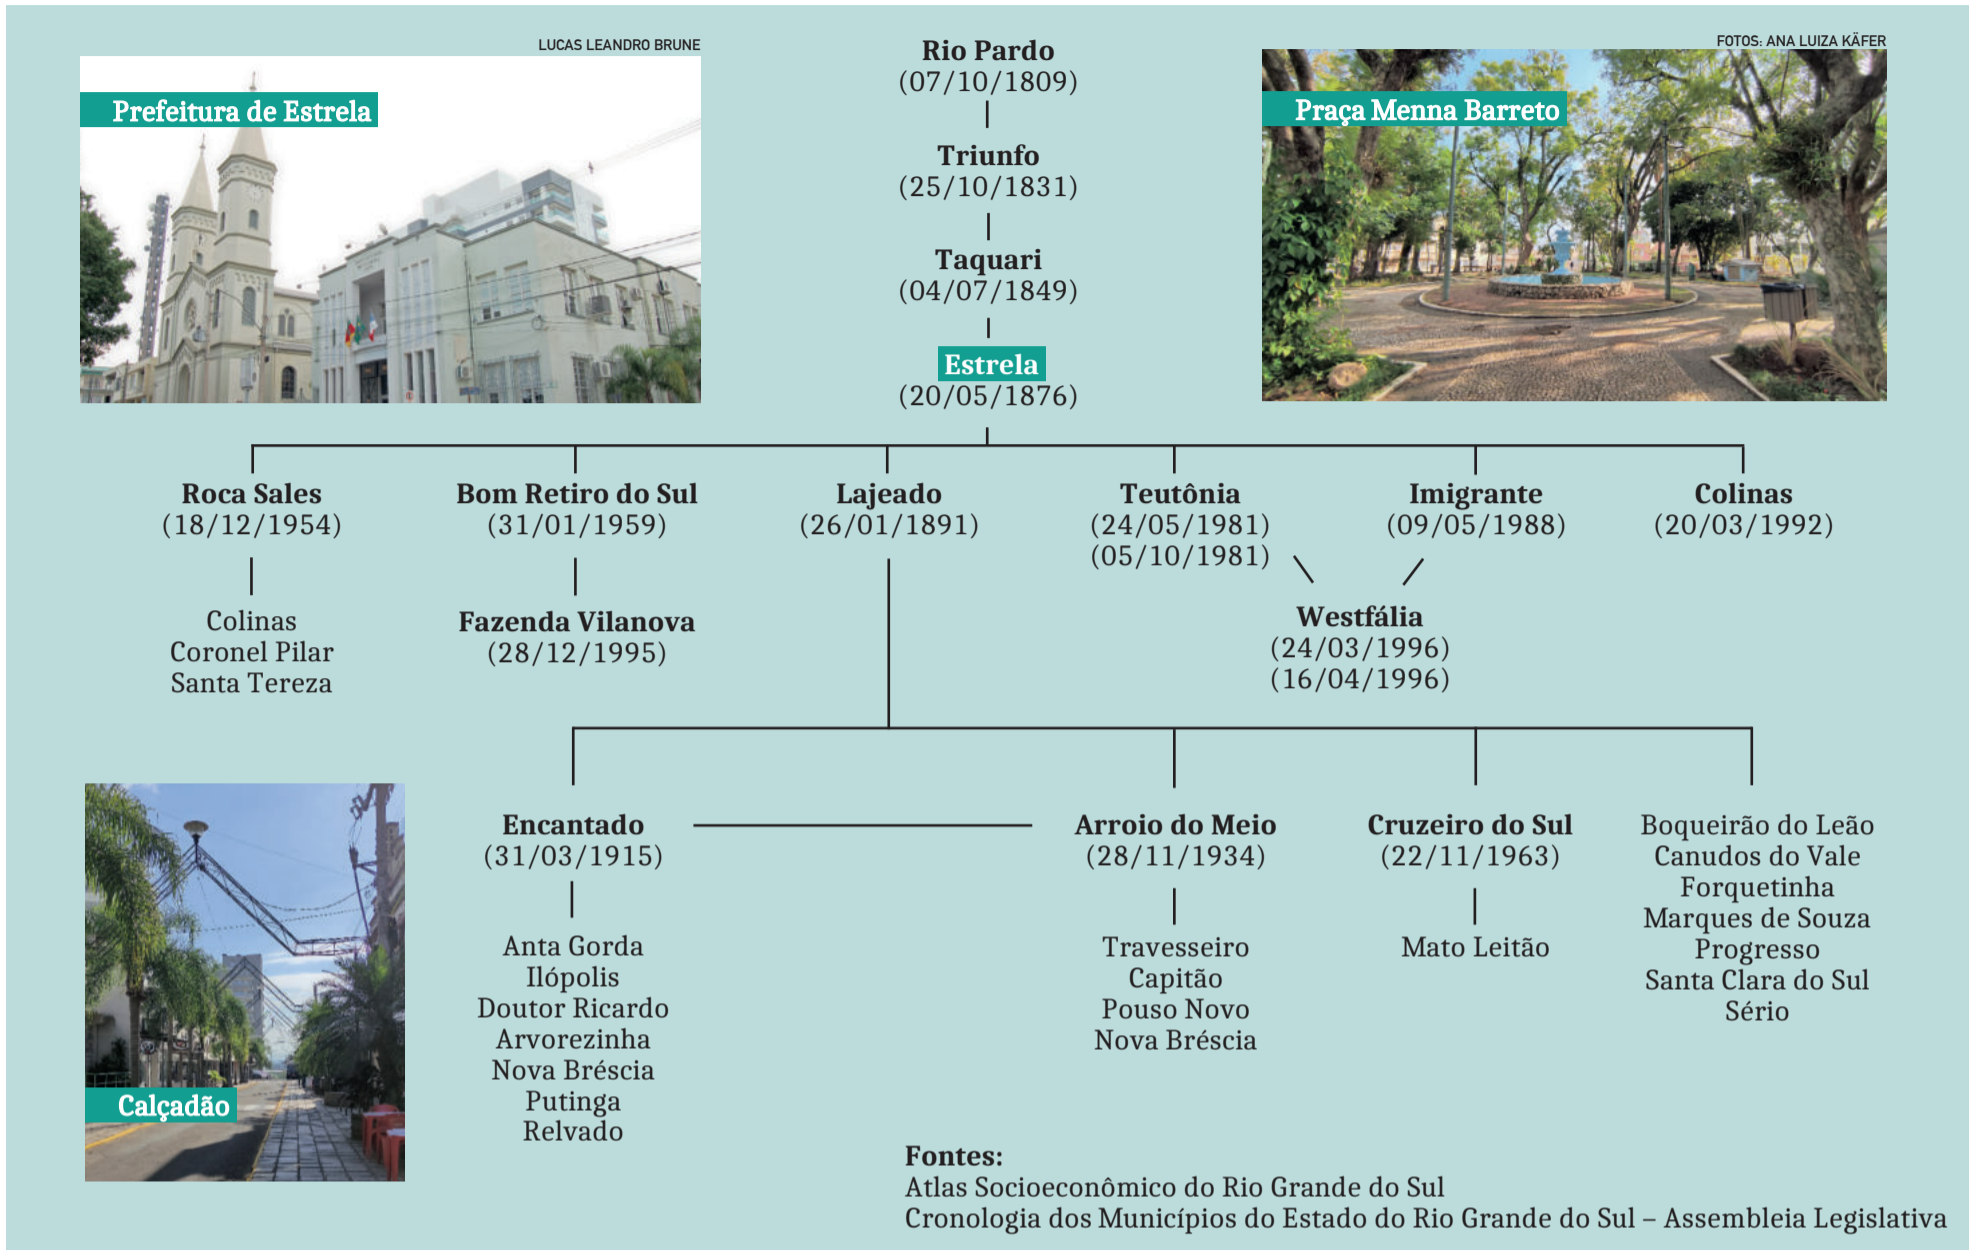 LUCAS LEANDRO BRUNE
FOTOS: ANA LUIZA KÄFER
Prefeitura de Estrela
Praça Menna Barreto
Rio Pardo
(07/10/1809)
Triunfo
(25/10/1831)
Taquari
(04/07/1849)
Estrela
(20/05/1876)
Roca Sales
(18/12/1954)
Colinas
Coronel Pilar
Santa Tereza
Bom Retiro do Sul
(31/01/1959)
Fazenda Vilanova
(28/12/1995)
Lajeado
(26/01/1891)
Teutônia
(24/05/1981)
(05/10/1981)
Imigrante
(09/05/1988)
Westfália
(24/03/1996)
(16/04/1996)
Colinas
(20/03/1992)
Calçadão
Encantado
(31/03/1915)
Anta Gorda
Ilópolis
Doutor Ricardo
Arvorezinha
Nova Bréscia
Putinga
Relvado
Arroio do Meio
(28/11/1934)
Travesseiro
Capitão
Pouso Novo
Nova Bréscia
Cruzeiro do Sul
(22/11/1963)
Mato Leitão
Boqueirão do Leão
Canudos do Vale
Forquetinha
Marques de Souza
Progresso
Santa Clara do Sul
Sério
Fontes:
Atlas Socioeconômico do Rio Grande do Sul
Cronologia dos Municípios do Estado do Rio Grande do Sul – Assembleia Legislativa